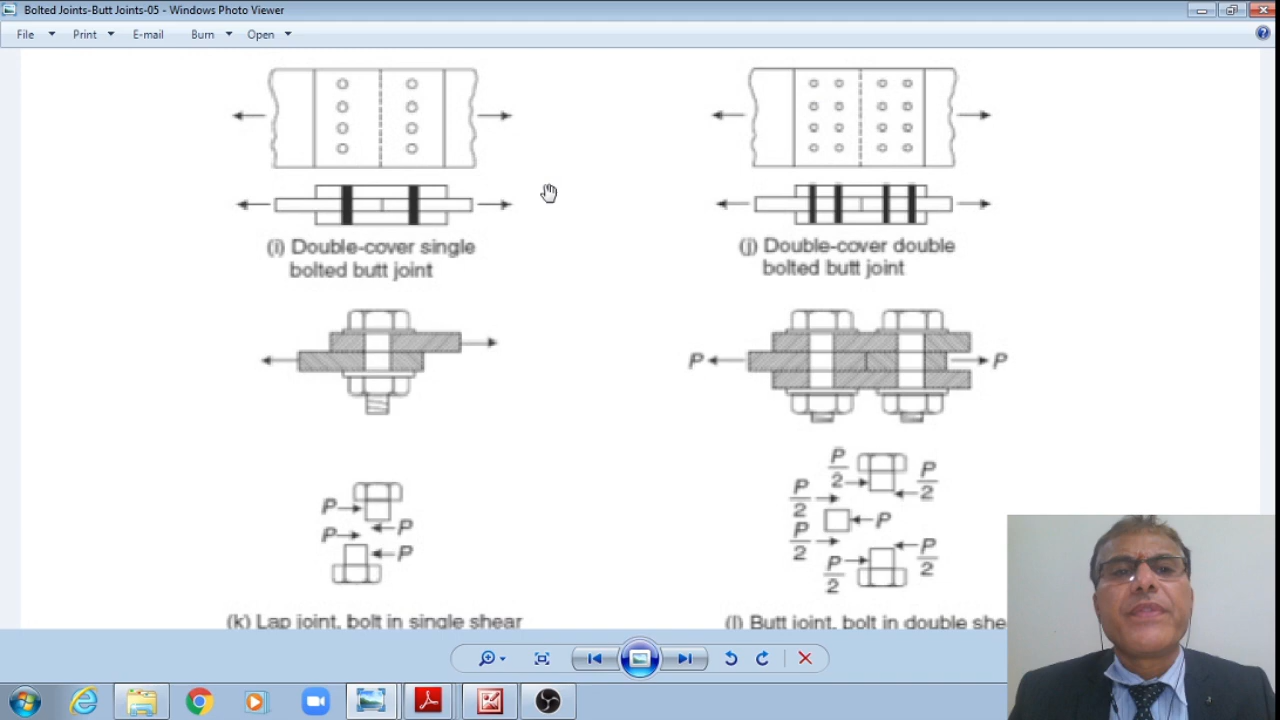 Bolted Joints-Butt Joints-05 - Windows Photo Viewer
File Print E-mail Burn Open
(i) Double-cover single
bolted butt joint
(j) Double-cover double
bolted butt joint
P P
P
P
P
P
P
2
P
2
P
2
P
P
2
P
2
P
2
(k) Lap joint, bolt in single shear
(l) Butt joint, bolt in double she